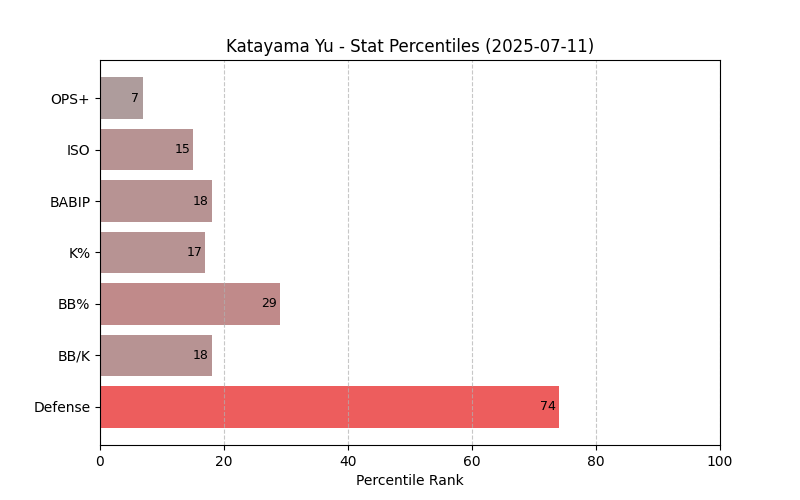 Katayama Yu - Stat Percentiles (2025-07-11)
OPS+ 7
ISO 15
BABIP 18
K% 17
BB% 29
BB/K 18
Defense 74
0 20 40 60 80 100
Percentile Rank